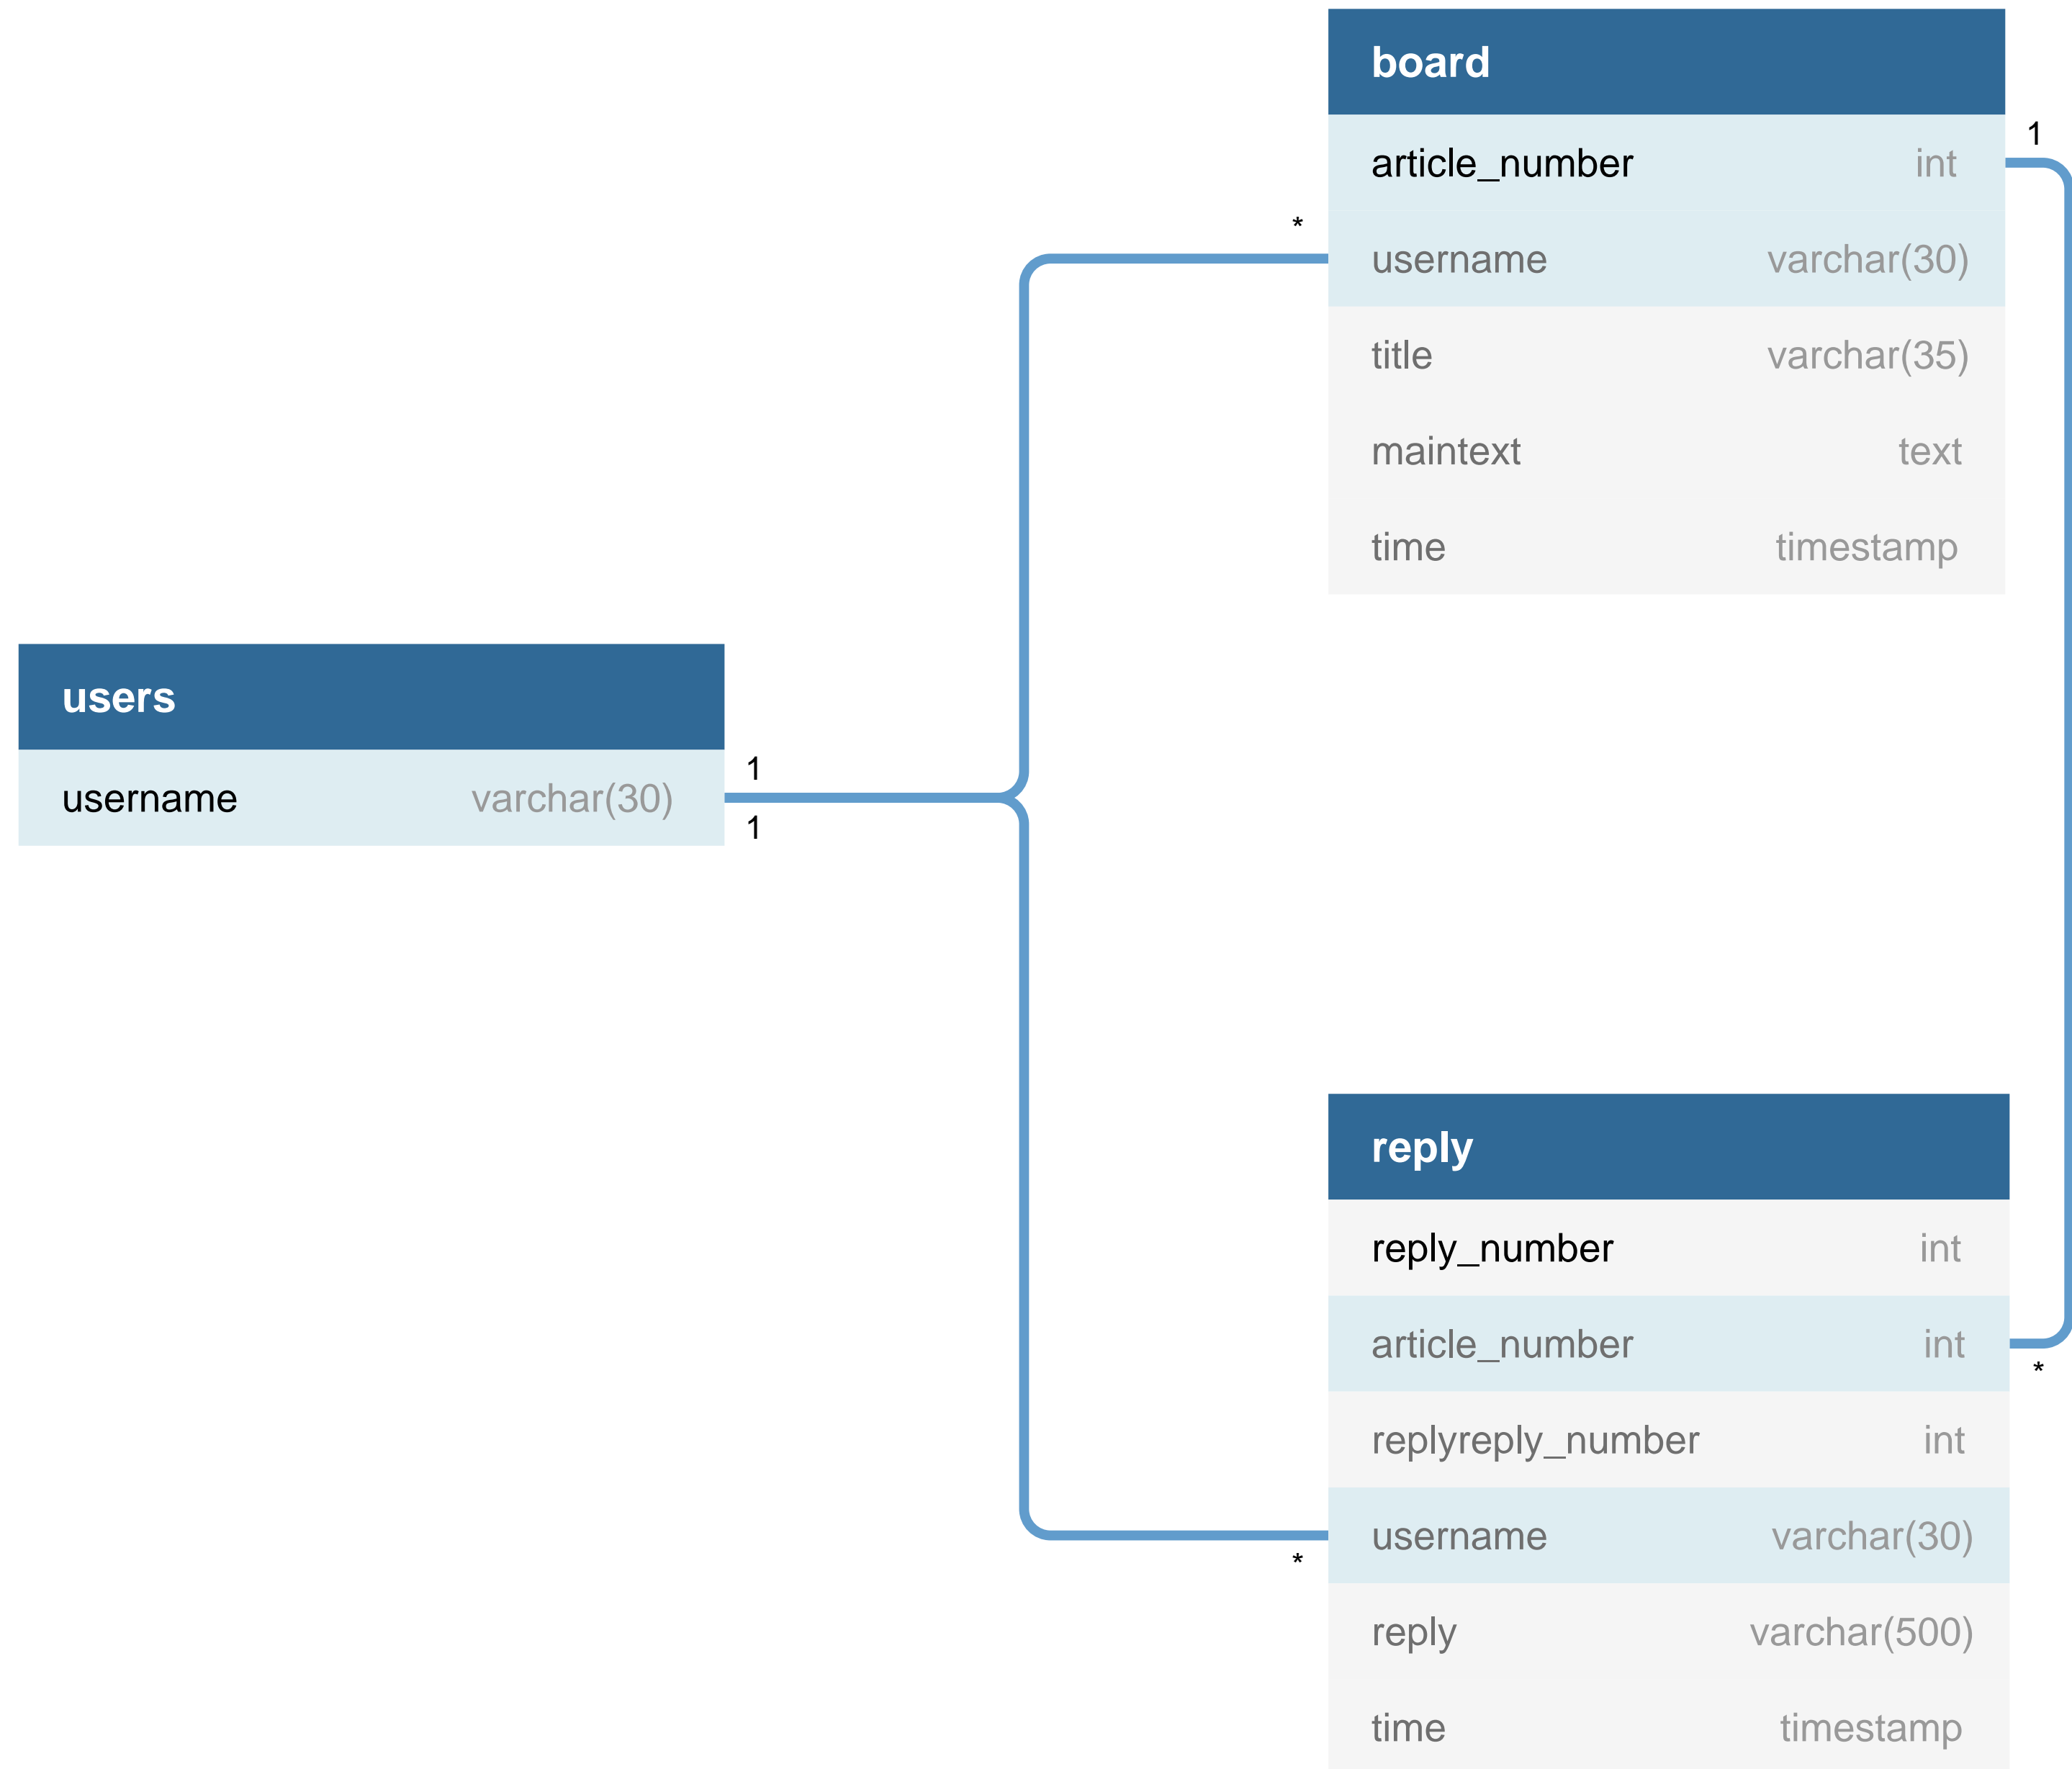 board
article_number int
username varchar(30)
title varchar(35)
maintext text
time timestamp
1
*
users
username varchar(30)
1
1
reply
reply_number int
article_number int
replyreply_number int
username varchar(30)
reply varchar(500)
time timestamp
*
*